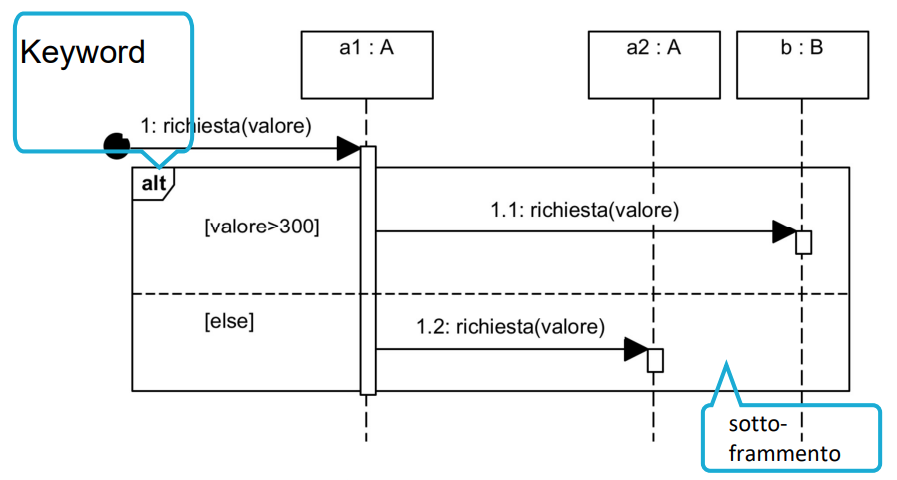 Keyword
a1 : A
a2 : A
b : B
1: richiesta(valore)
alt
[valore>300]
1.1: richiesta(valore)
[else]
1.2: richiesta(valore)
sotto-
frammento